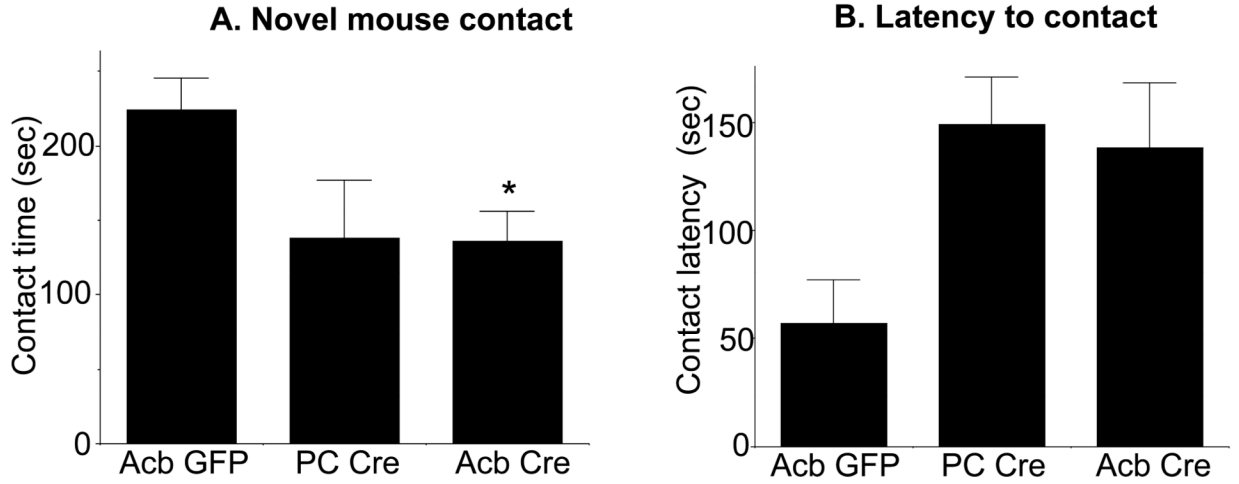 A. Novel mouse contact
Contact time (sec)
200
100
0
*
Acb GFP PC Cre Acb Cre
B. Latency to contact
Contact latency (sec)
150
100
50
0
Acb GFP PC Cre Acb Cre